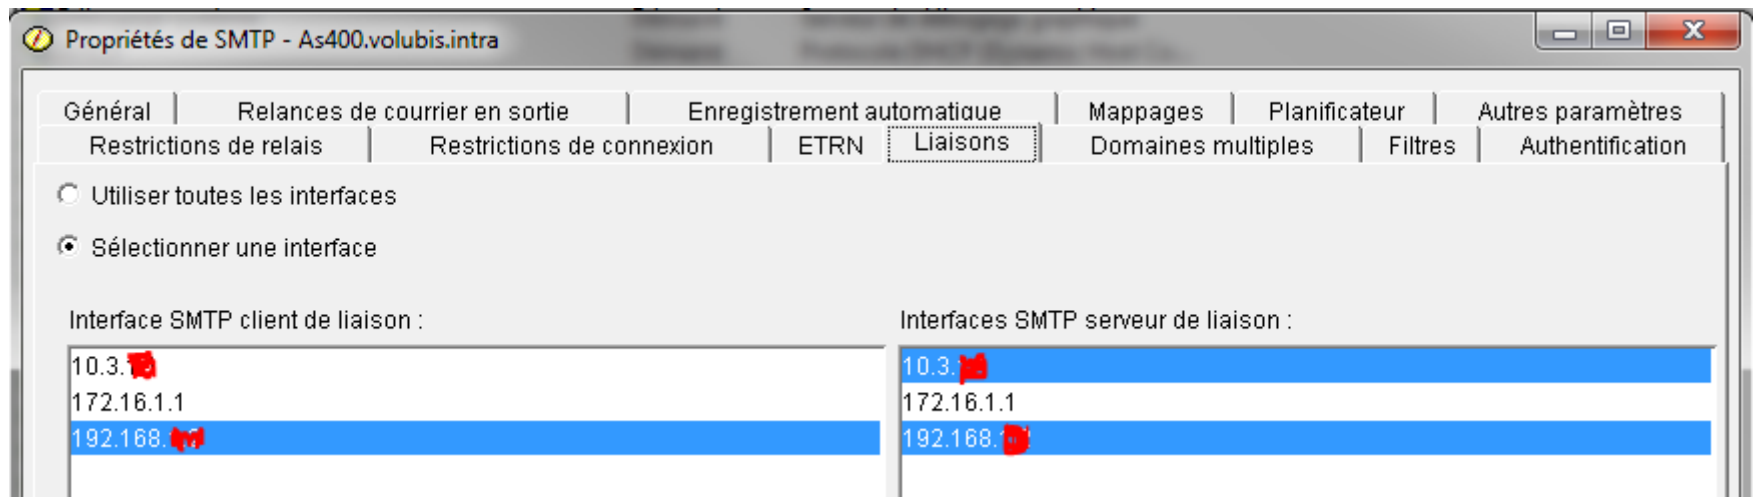 Propriétés de SMTP - As400.volubis.intra
Général Relances de courrier en sortie Enregistrement automatique Mappages Planificateur Autres paramètres
Restrictions de relais Restrictions de connexion ETRN Liaisons Domaines multiples Filtres Authentification
Utiliser toutes les interfaces
Sélectionner une interface
Interface SMTP client de liaison : Interfaces SMTP serveur de liaison :
10.3. 10.3.
172.16.1.1 172.16.1.1
192.168. 192.168.